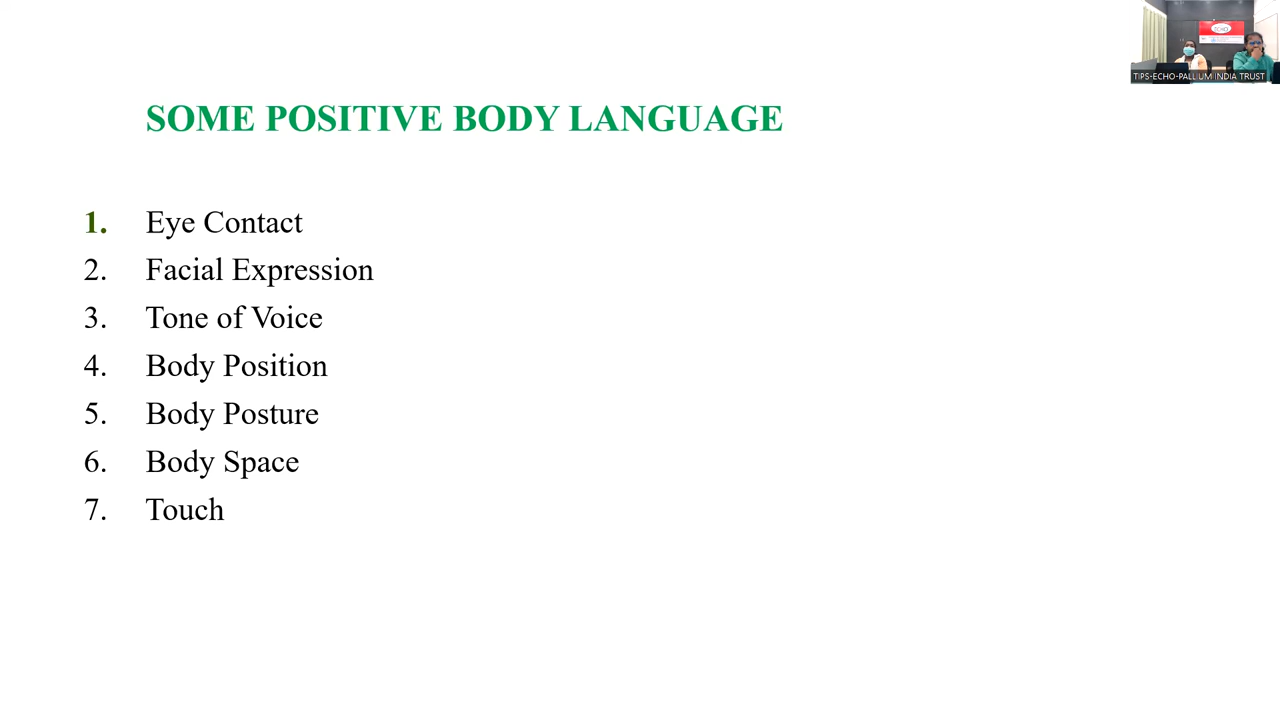 SOME POSITIVE BODY LANGUAGE
1. Eye Contact
2. Facial Expression
3. Tone of Voice
4. Body Position
5. Body Posture
6. Body Space
7. Touch
TIPS-ECHO-PALLIUM INDIA TRUST